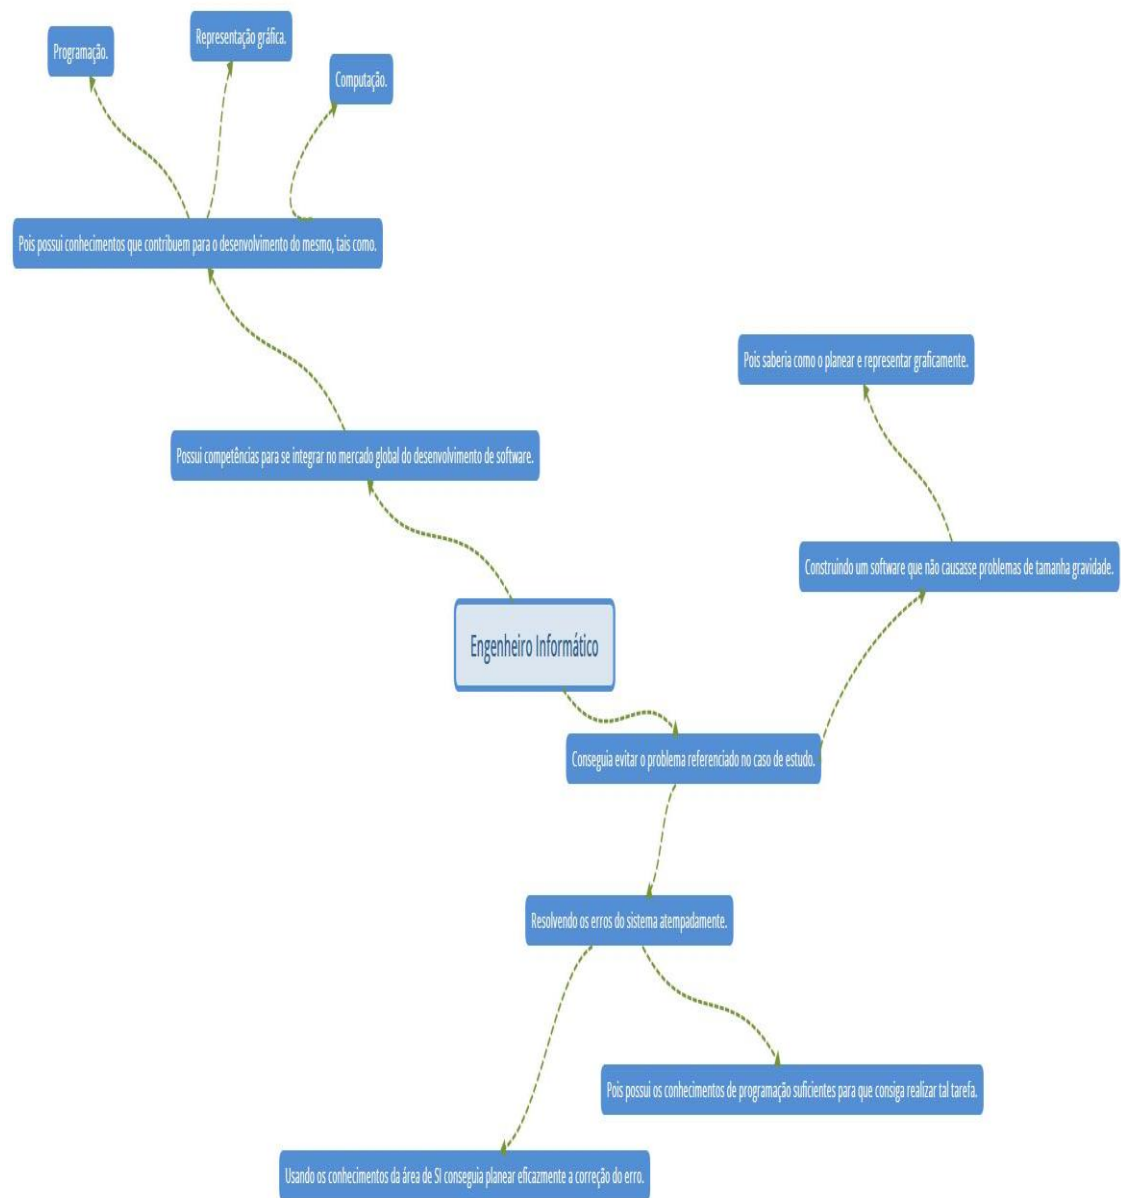 Programação.
Representação gráfica.
Computação.
Pois possui conhecimentos que contribuem para o desenvolvimento do mesmo, tais como.
Pois saberia como o planear e representar graficamente.
Possui competências para se integrar no mercado global do desenvolvimento de software.
Construindo um software que não causasse problemas de tamanha gravidade.
Engenheiro Informático
Conseguia evitar o problema referenciado no caso de estudo.
Resolvendo os erros do sistema atempadamente.
Pois possui os conhecimentos de programação suficientes para que consiga realizar tal tarefa.
Usando os conhecimentos da área de SI conseguia planear eficazmente a correção do erro.